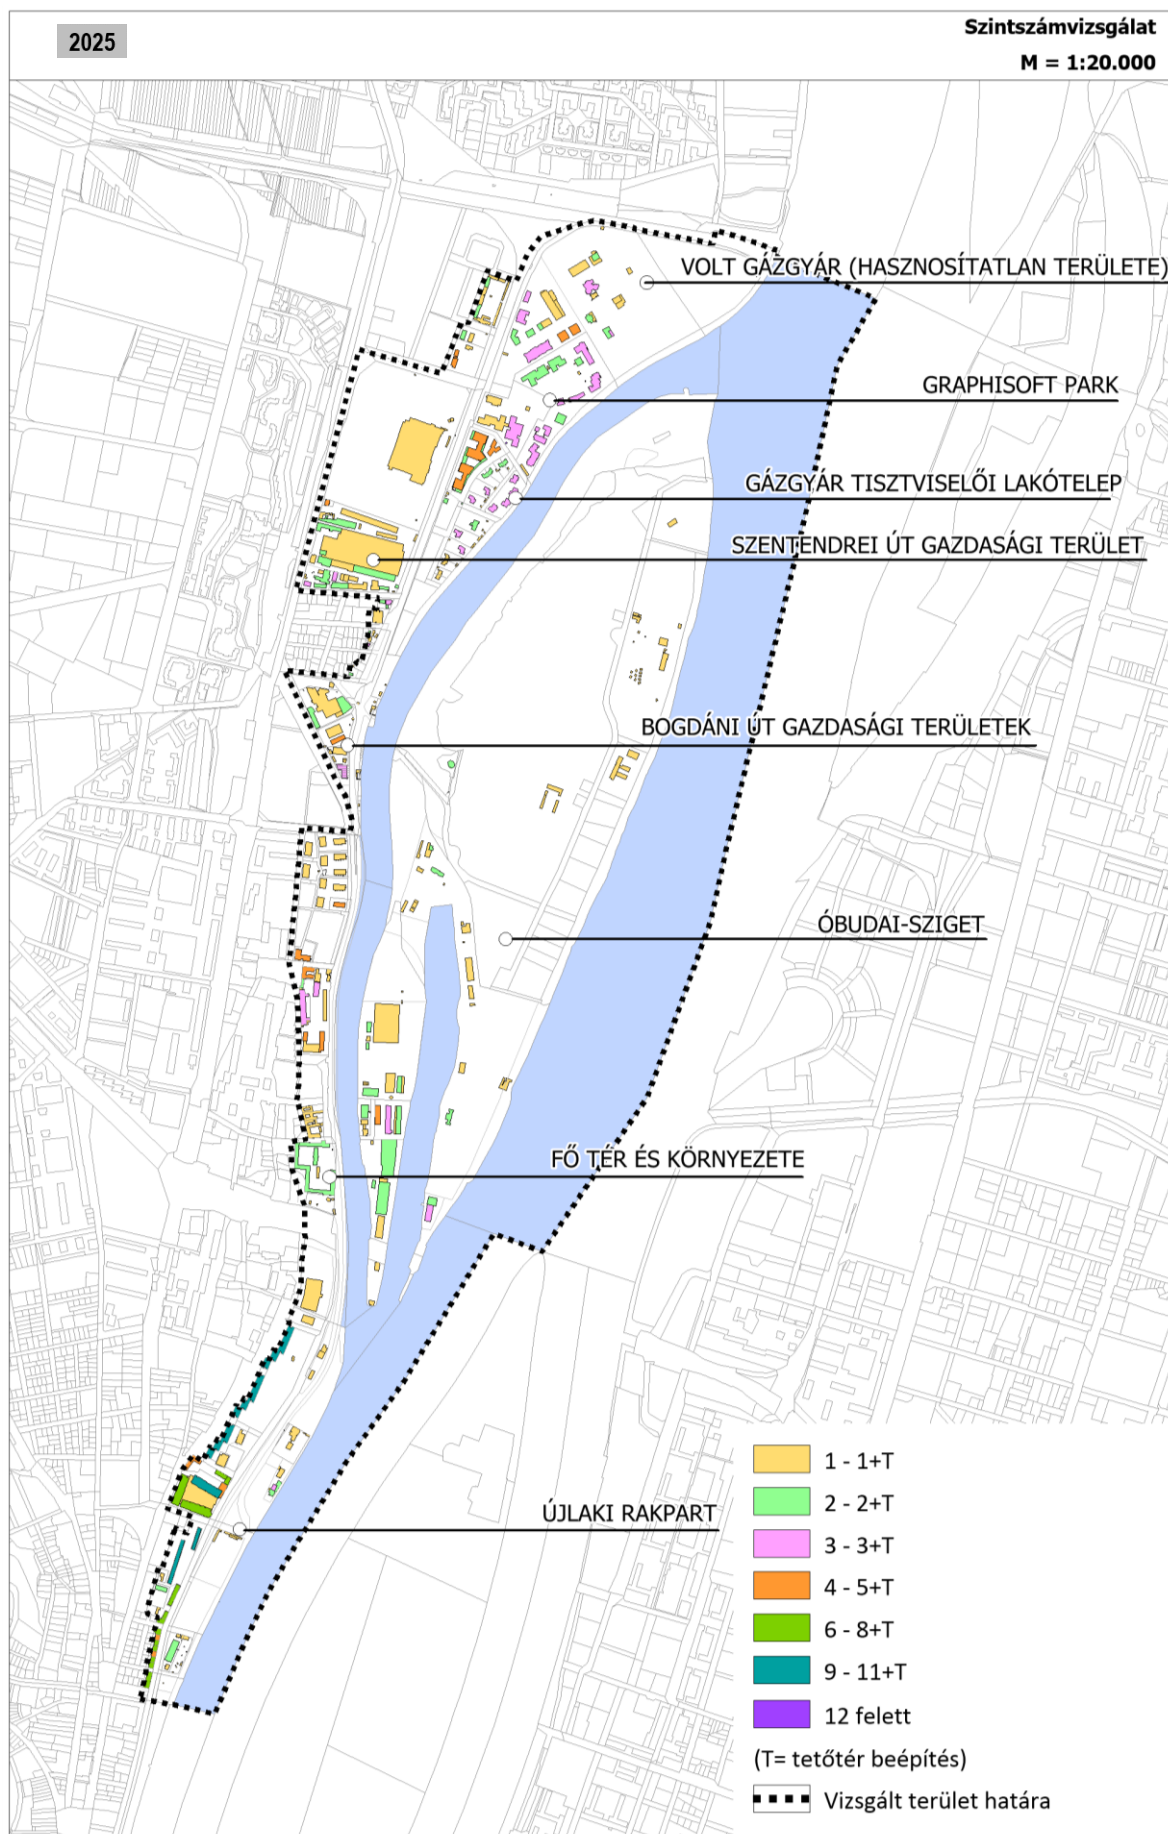 2025
Szintszámvizsgálat
M = 1:20.000
VOLT GÁZGYÁR (HASZNOSÍTATLAN TERÜLETE)
GRAPHISOFT PARK
GÁZGYÁR TISZTVISELŐI LAKÓTELEP
SZENTENDREI ÚT GAZDASÁGI TERÜLET
BOGDÁNI ÚT GAZDASÁGI TERÜLETEK
ÓBUDAI-SZIGET
FŐ TÉR ÉS KÖRNYEZETE
ÚJLAKI RAKPART
1 - 1+T
2 - 2+T
3 - 3+T
4 - 5+T
6 - 8+T
9 - 11+T
12 felett
(T= tetőtér beépítés)
Vizsgált terület határa